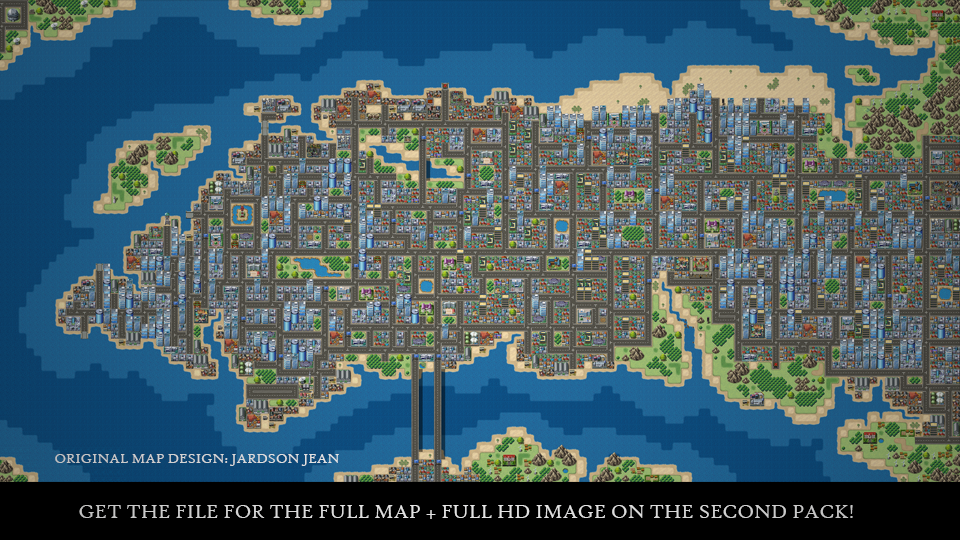 ORIGINAL MAP DESIGN: JARDSON JEAN
GET THE FILE FOR THE FULL MAP + FULL HD IMAGE ON THE SECOND PACK!